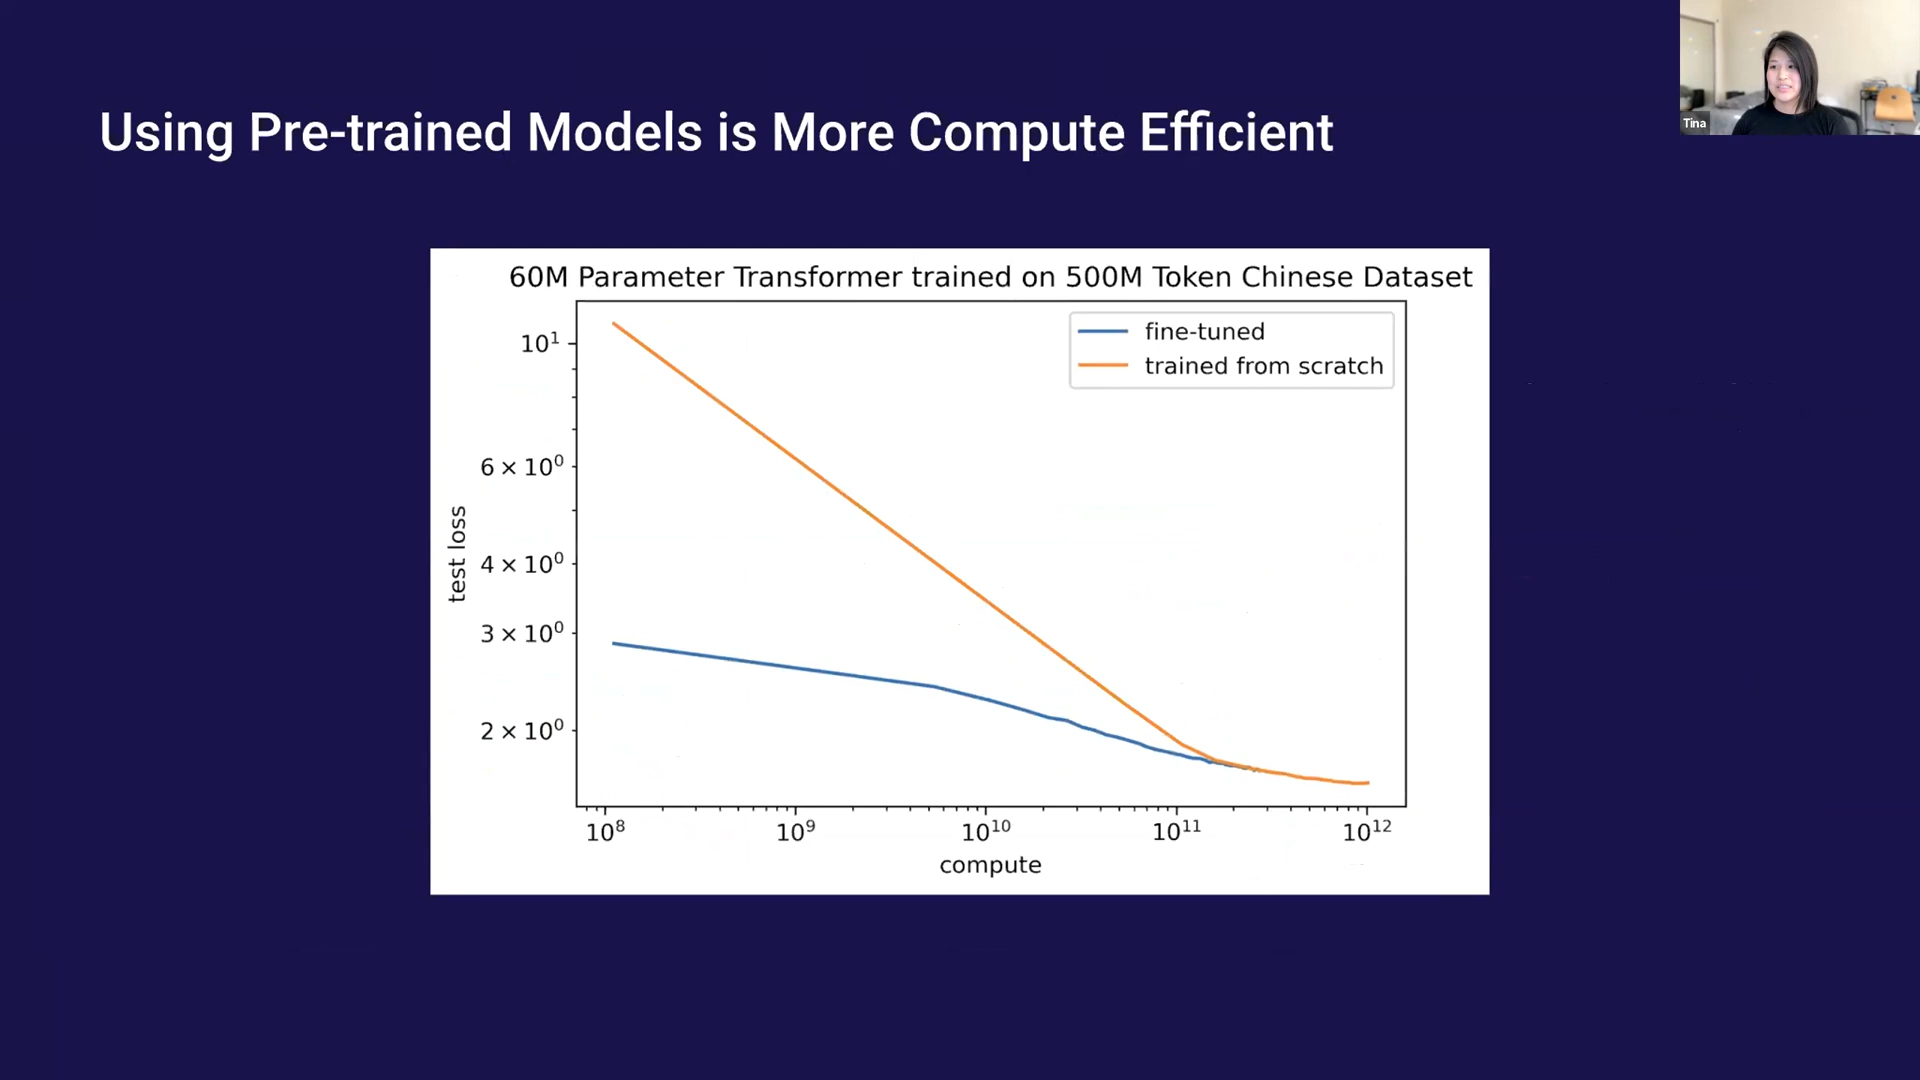 Using Pre-trained Models is More Compute Efficient
Tina
60M Parameter Transformer trained on 500M Token Chinese Dataset
fine-tuned
trained from scratch
10¹
6 × 10⁰
4 × 10⁰
3 × 10⁰
2 × 10⁰
test loss
10⁸ 10⁹ 10¹⁰ 10¹¹ 10¹²
compute